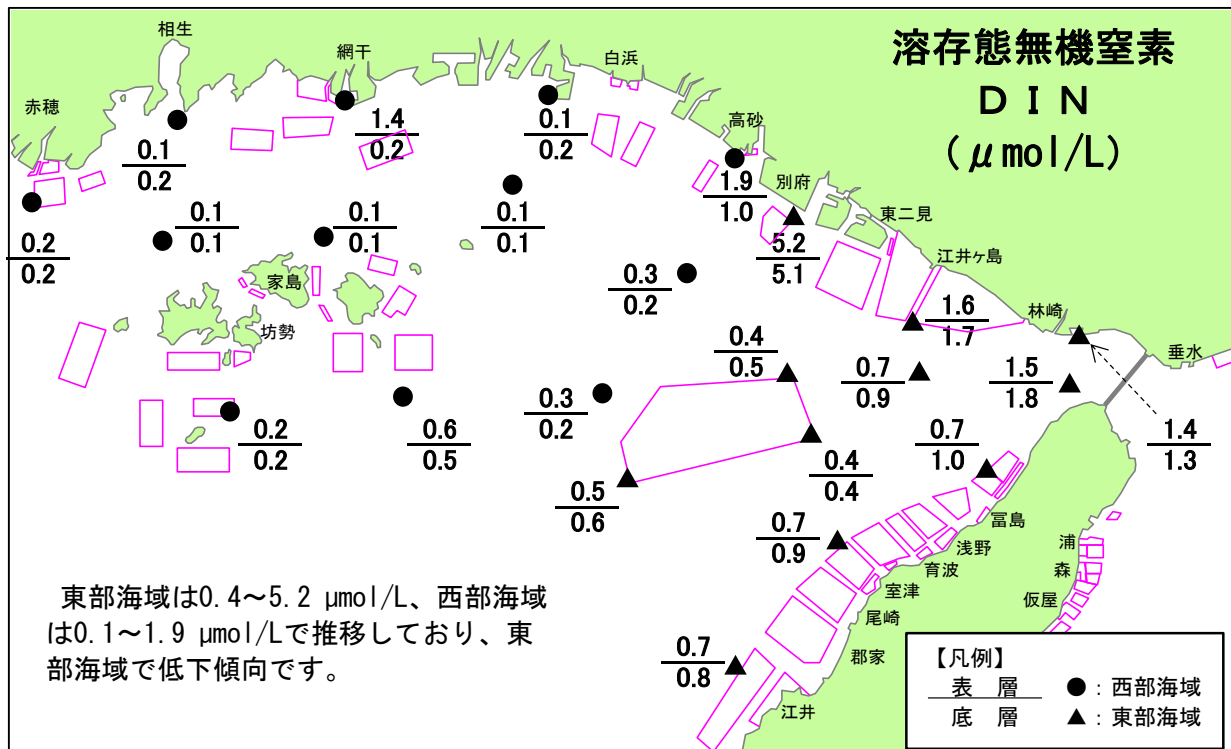 溶存態無機窒素
ＤＩＮ
(μmol/L)
相生
網干
白浜
赤穂
高砂
別府
東二見
江井ヶ島
林崎
垂水
家島
坊勢
0.1
0.2
1.4
0.2
0.1
0.2
1.9
1.0
0.2
0.2
0.1
0.1
0.1
0.1
0.1
0.1
5.2
5.1
0.3
0.2
1.6
1.7
0.4
0.5
0.7
0.9
1.5
1.8
0.2
0.2
0.6
0.5
0.3
0.2
0.4
0.4
0.7
1.0
1.4
1.3
0.5
0.6
0.7
0.9
0.7
0.8
冨島
浅野
育波
室津
尾崎
郡家
江井
浦
森
仮屋
東部海域は0.4～5.2 μmol/L、西部海域
は0.1～1.9 μmol/Lで推移しており、東
部海域で低下傾向です。
【凡例】
表 層 ●：西部海域
底 層 ▲：東部海域